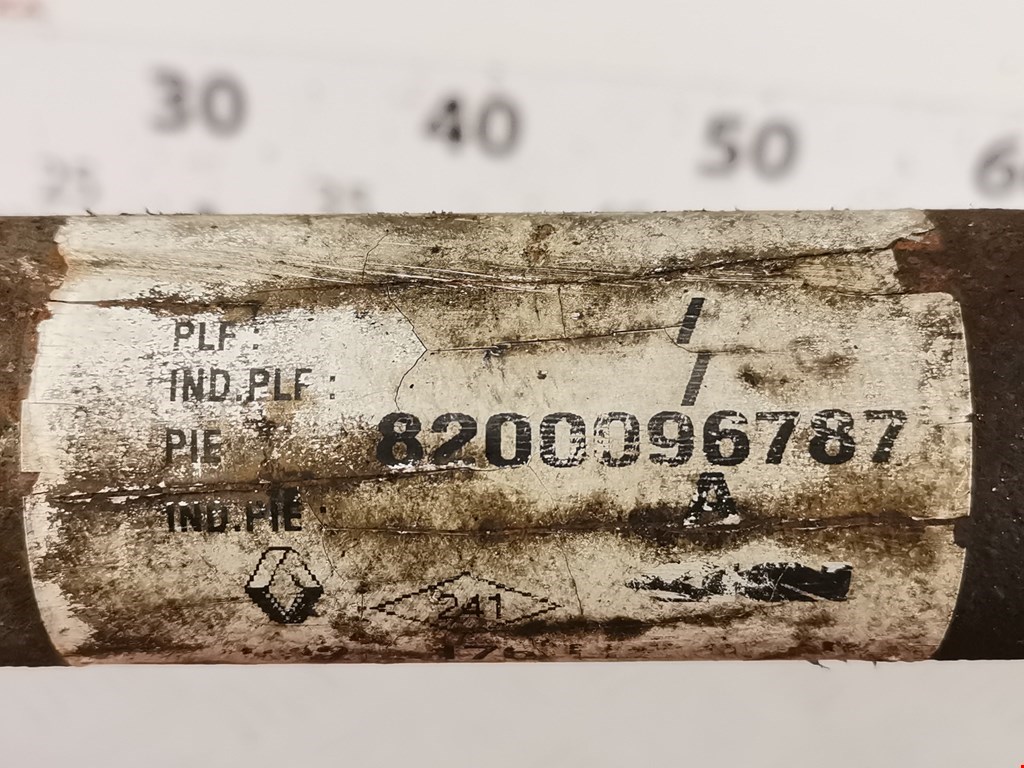 30 40 50
PLF : /
IND.PLF : /
PIE 8200096787
IND.PIE : A
241